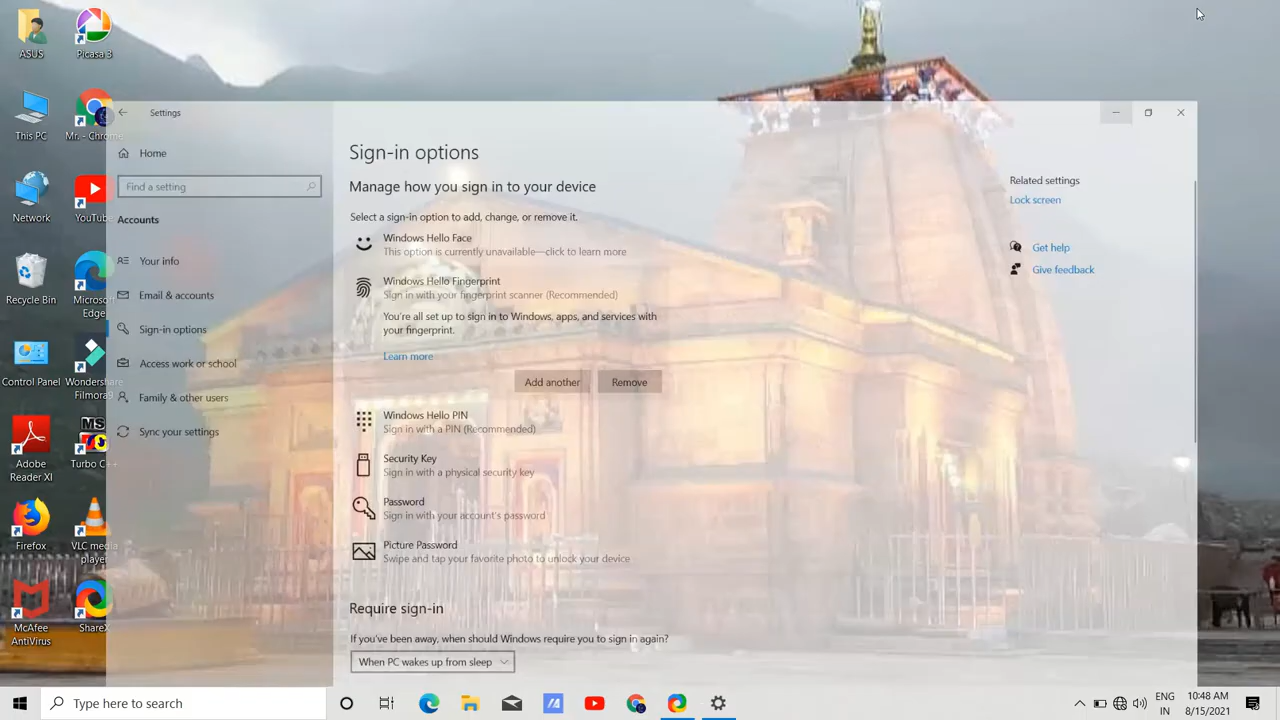 ASUS
Picasa 3
This PC
Mr. - Chrome
Network
YouTube
Recycle Bin
Microsoft
Edge
Control Panel
Wondershare
Filmora9
Adobe
Reader XI
Turbo C++
Firefox
VLC media
player
McAfee
AntiVirus
ShareX
Settings
Home
Find a setting
Accounts
Your info
Email & accounts
Sign-in options
Access work or school
Family & other users
Sync your settings
Sign-in options
Manage how you sign in to your device
Select a sign-in option to add, change, or remove it.
Windows Hello Face
This option is currently unavailable—click to learn more
Windows Hello Fingerprint
Sign in with your fingerprint scanner (Recommended)
You're all set up to sign in to Windows, apps, and services with
your fingerprint.
Learn more
Add another
Remove
Windows Hello PIN
Sign in with a PIN (Recommended)
Security Key
Sign in with a physical security key
Password
Sign in with your account's password
Picture Password
Swipe and tap your favorite photo to unlock your device
Require sign-in
If you've been away, when should Windows require you to sign in again?
When PC wakes up from sleep
Related settings
Lock screen
Get help
Give feedback
Type here to search
ENG
IN
10:48 AM
8/15/2021